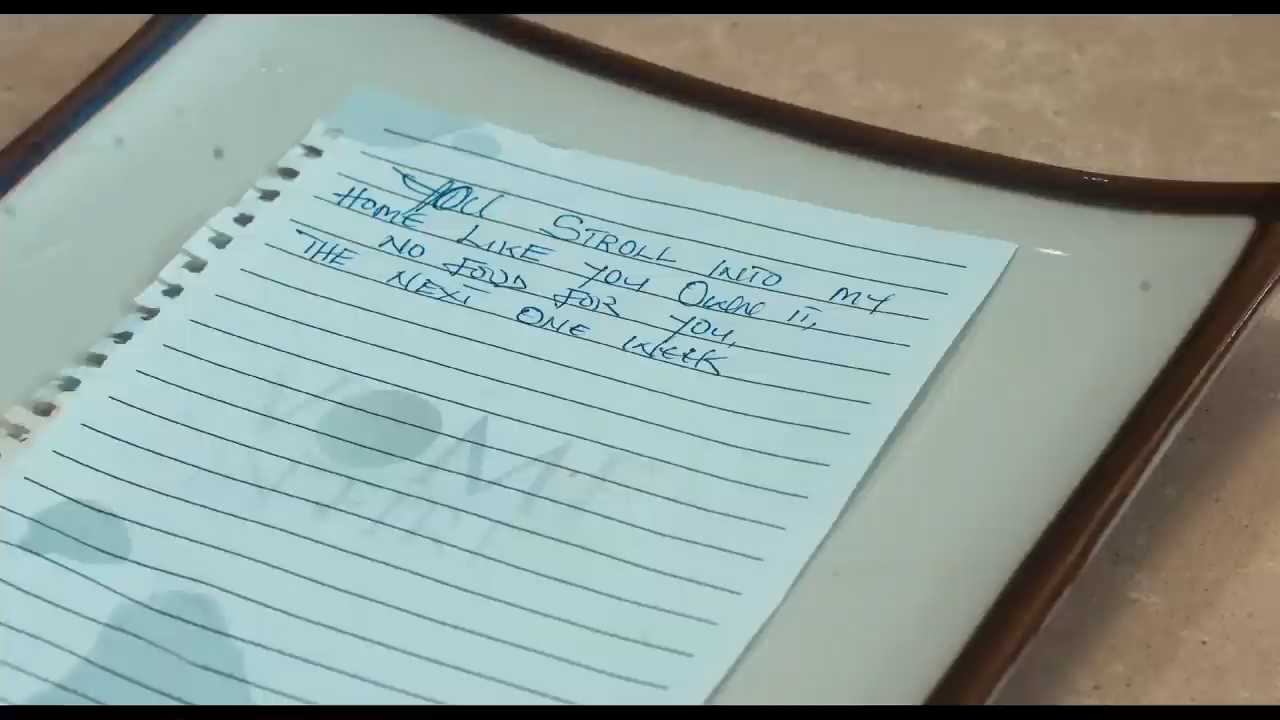 YOU STROLL INTO MY
HOME LIKE YOU OWN IT,
NO FOOD FOR YOU,
THE NEXT ONE WEEK